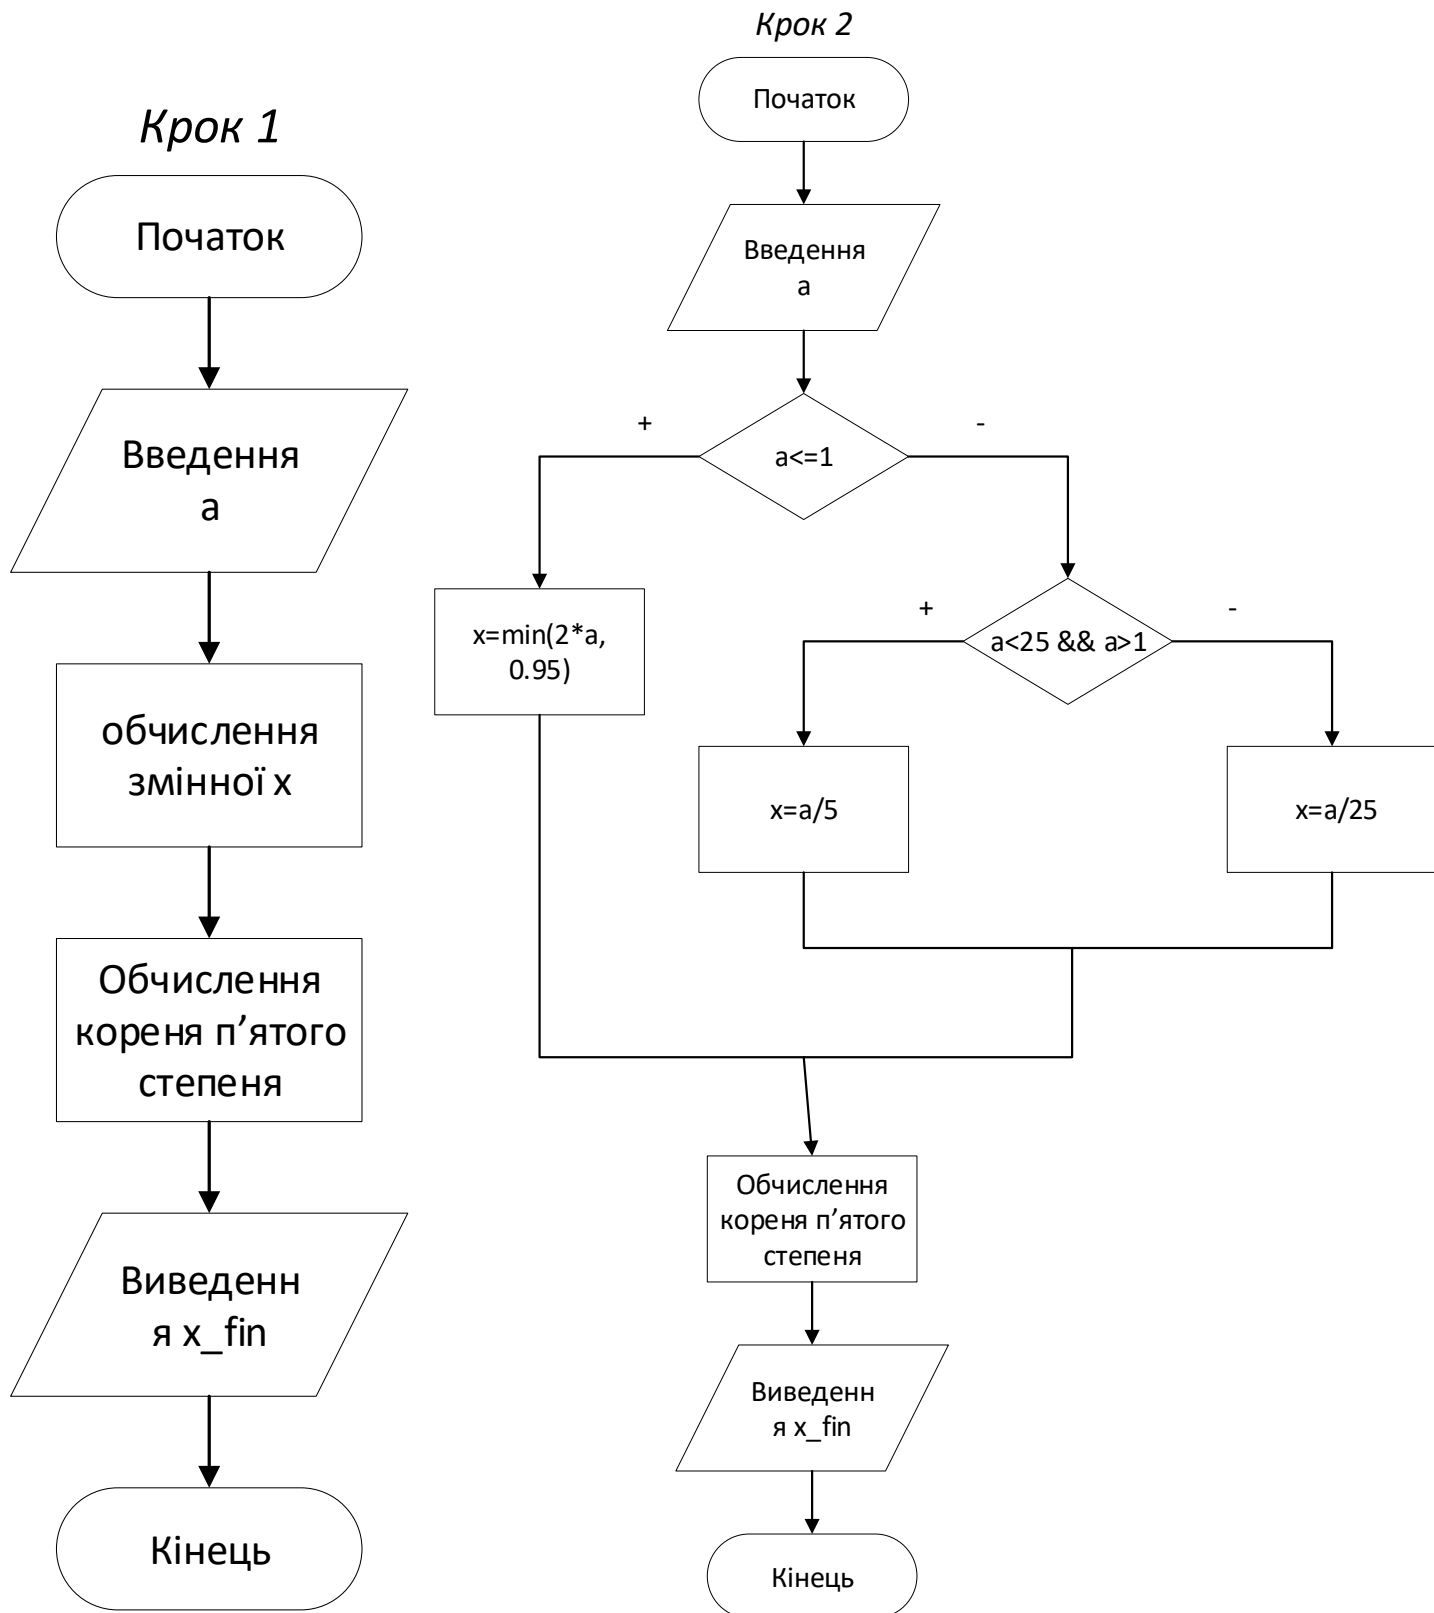 Крок 1
Початок
Введення
а
обчислення
змінної х
Обчислення
кореня п’ятого
степеня
Виведенн
я x_fin
Кінець
Крок 2
Початок
Введення
а
a<=1
+
-
x=min(2*a,
0.95)
a<25 && a>1
+
-
x=a/5
x=a/25
Обчислення
кореня п’ятого
степеня
Виведенн
я x_fin
Кінець